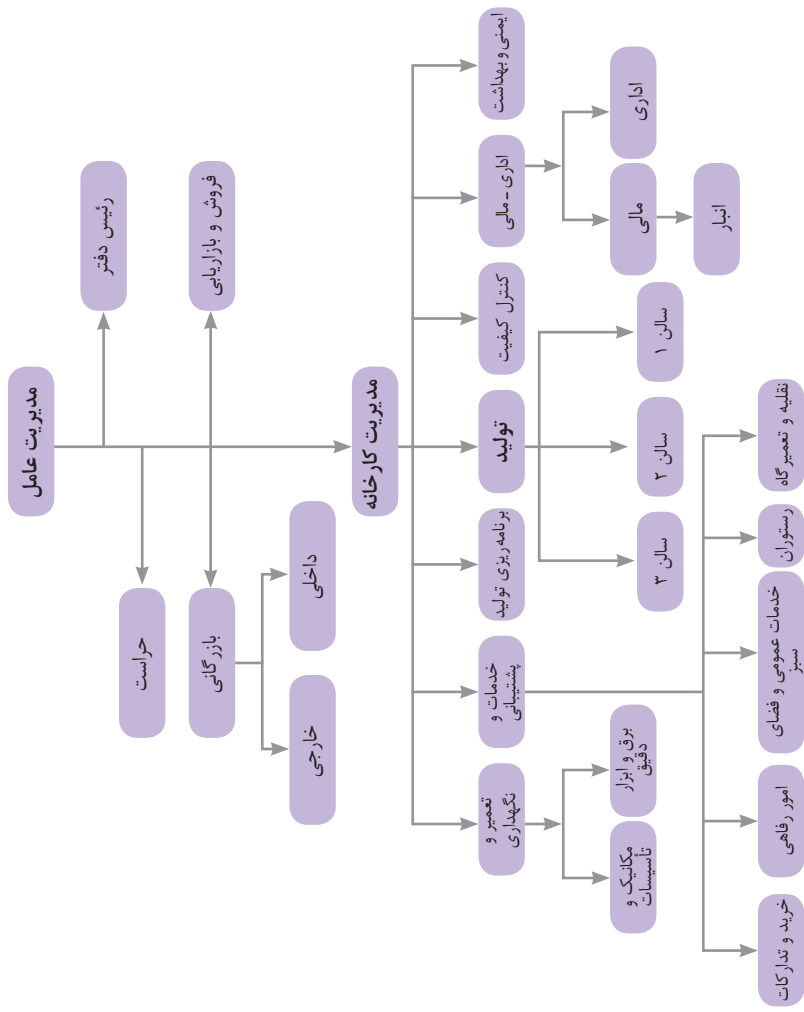 مدیریت عامل
رئیس دفتر
حراست
فروش و بازاریابی
بازرگانی
داخلی
خارجی
مدیریت کارخانه
ایمنی و بهداشت
اداری - مالی
کنترل کیفیت
تولید
برنامه‌ریزی تولید
خدمات و
پشتیبانی
تعمیر و
نگهداری
اداری
مالی
انبار
سالن ۱
سالن ۲
سالن ۳
برق و ابزار
دقیق
مکانیک و
تأسیسات
نقلیه و تعمیرگاه
رستوران
خدمات عمومی و فضای
سبز
امور رفاهی
خرید و تدارکات